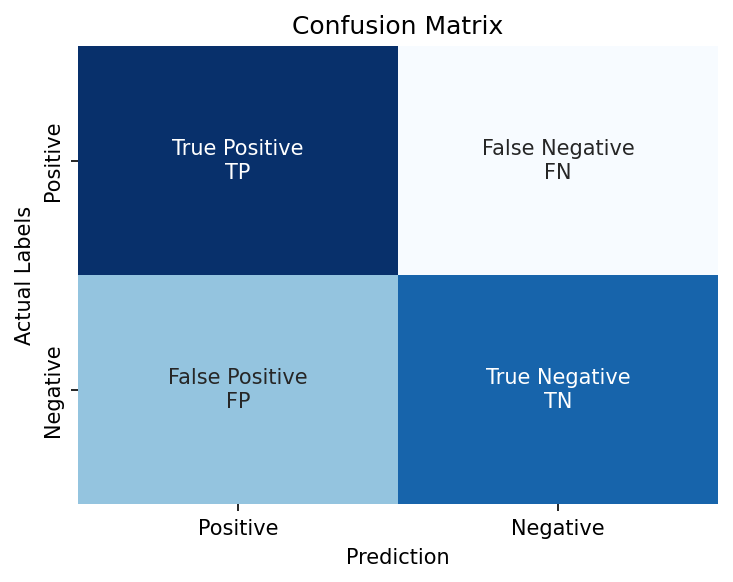 Confusion Matrix
Actual Labels
Positive
True Positive
TP
False Negative
FN
Negative
False Positive
FP
True Negative
TN
Positive
Negative
Prediction